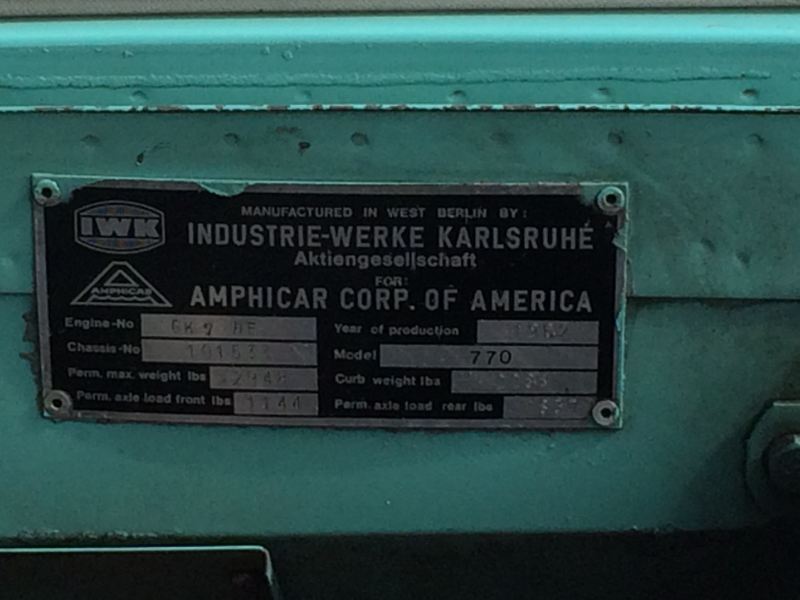 IWK
MANUFACTURED IN WEST BERLIN BY:
INDUSTRIE-WERKE KARLSRUHE
Aktiengesellschaft
FOR:
AMPHICAR
AMPHICAR CORP. OF AMERICA
Engine-No Year of production
Chassis-No Model 770
Perm. max. weight lbs Curb weight lbs
Perm. axle load front lbs 1144 Perm. axle load rear lbs